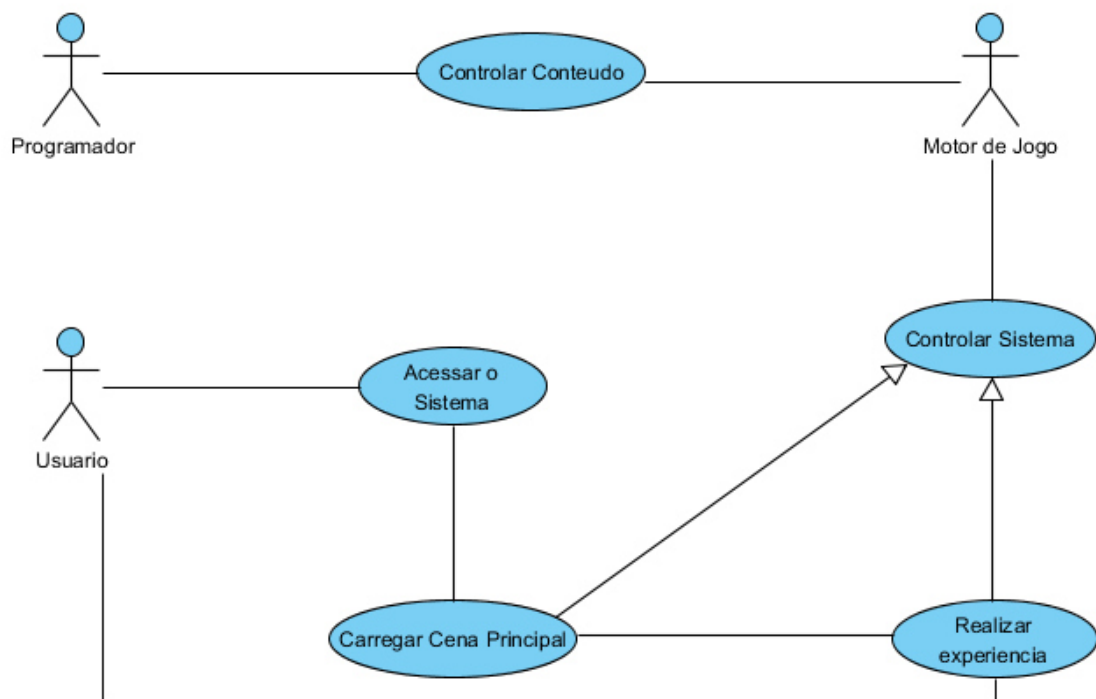 Controlar Conteudo
Programador
Motor de Jogo
Controlar Sistema
Acessar o
Sistema
Usuario
Carregar Cena Principal
Realizar
experiencia